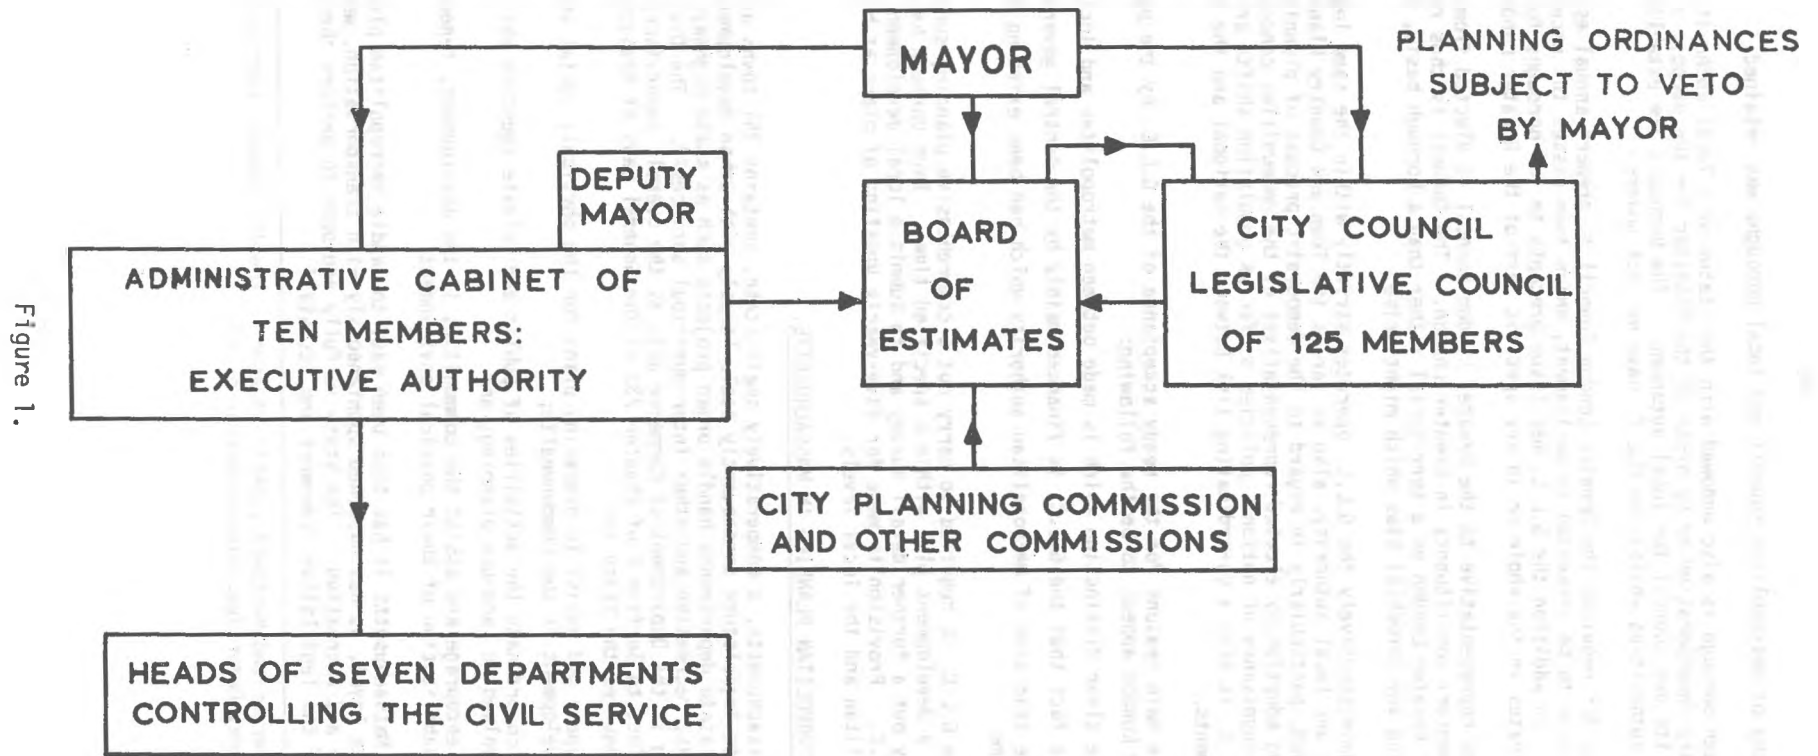 MAYOR
PLANNING ORDINANCES
SUBJECT TO VETO
BY MAYOR
DEPUTY
MAYOR
ADMINISTRATIVE CABINET OF
TEN MEMBERS:
EXECUTIVE AUTHORITY
BOARD
OF
ESTIMATES
CITY COUNCIL
LEGISLATIVE COUNCIL
OF 125 MEMBERS
CITY PLANNING COMMISSION
AND OTHER COMMISSIONS
HEADS OF SEVEN DEPARTMENTS
CONTROLLING THE CIVIL SERVICE
Figure 1.